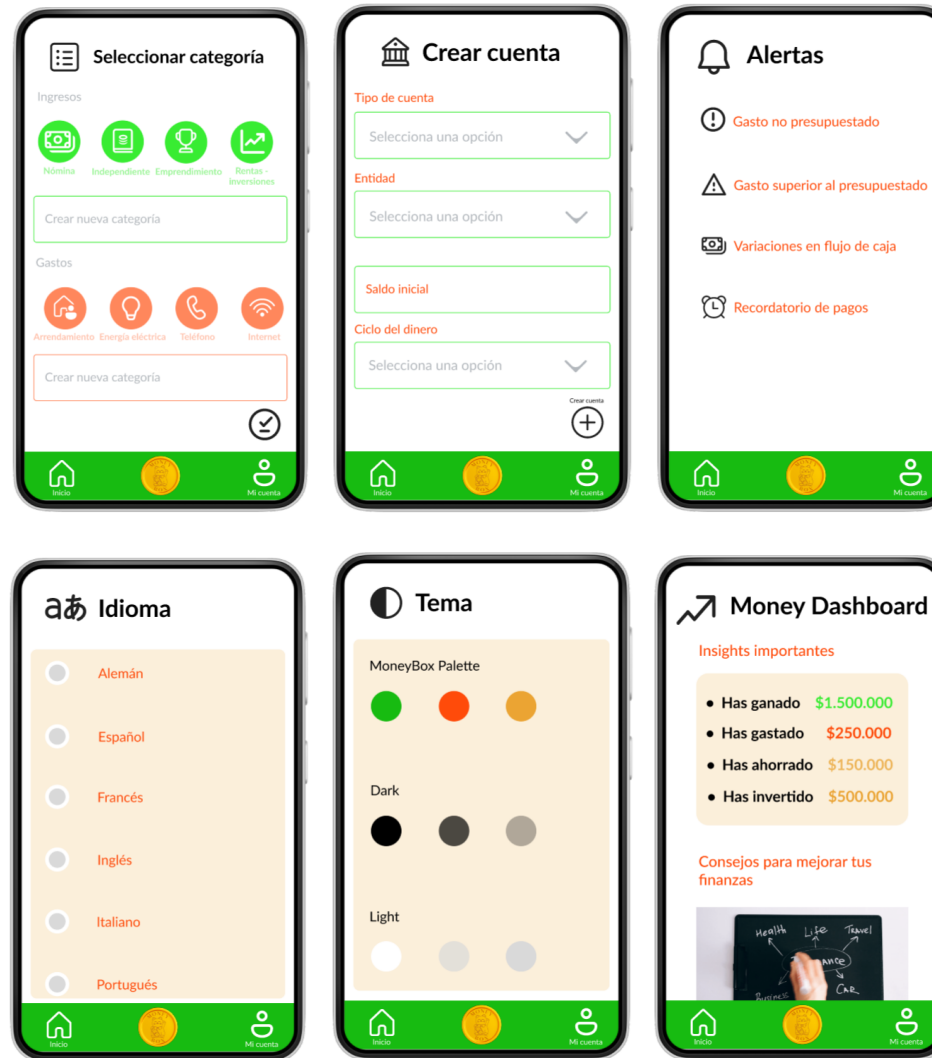 Seleccionar categoría
Ingresos
Nómina
Independiente
Emprendimiento
Rentas -
inversiones
Crear nueva categoría
Gastos
Arrendamiento
Energía eléctrica
Teléfono
Internet
Crear nueva categoría
Inicio
Mi cuenta
Crear cuenta
Tipo de cuenta
Selecciona una opción
Entidad
Selecciona una opción
Saldo inicial
Ciclo del dinero
Selecciona una opción
Crear cuenta
Inicio
Mi cuenta
Alertas
Gasto no presupuestado
Gasto superior al presupuestado
Variaciones en flujo de caja
Recordatorio de pagos
Inicio
Mi cuenta
aあ Idioma
Alemán
Español
Francés
Inglés
Italiano
Portugués
Inicio
Mi cuenta
Tema
MoneyBox Palette
Dark
Light
Inicio
Mi cuenta
Money Dashboard
Insights importantes
• Has ganado $1.500.000
• Has gastado $250.000
• Has ahorrado $150.000
• Has invertido $500.000
Consejos para mejorar tus
finanzas
Health
Life
Travel
Business
CAR
Inicio
Mi cuenta